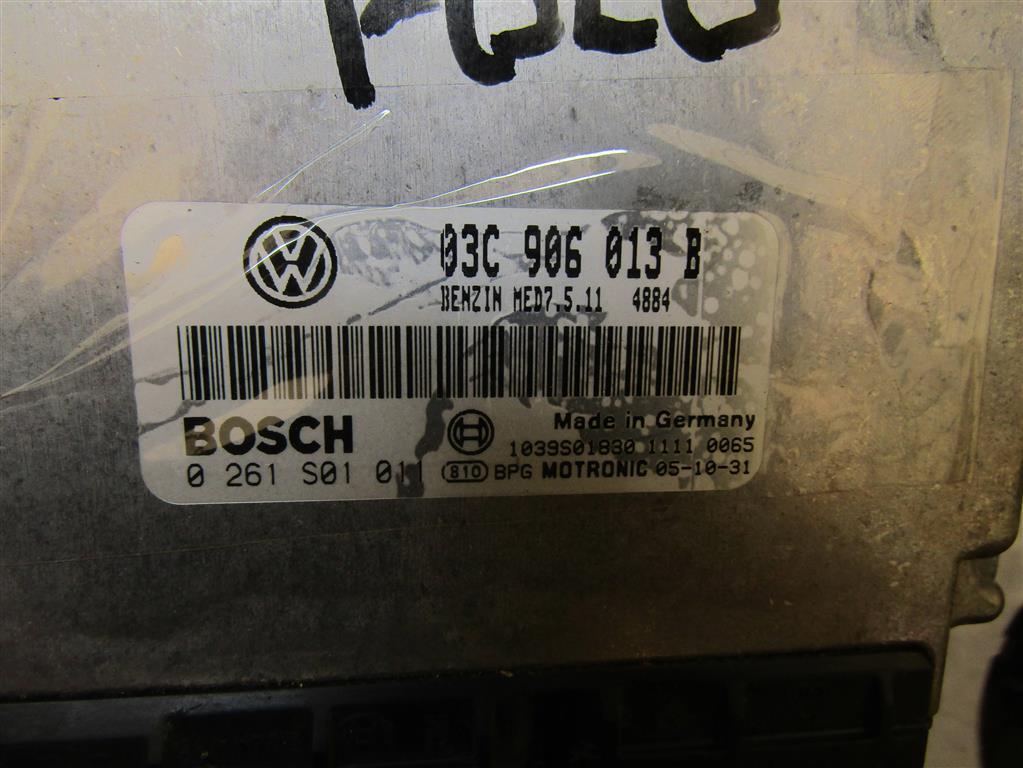 POLO
03C 906 013 B
BENZIN MED7.5.11 4884
BOSCH
Made in Germany
1039S01830 1111 0065
0 261 S01 011 810 BPG MOTRONIC 05-10-31